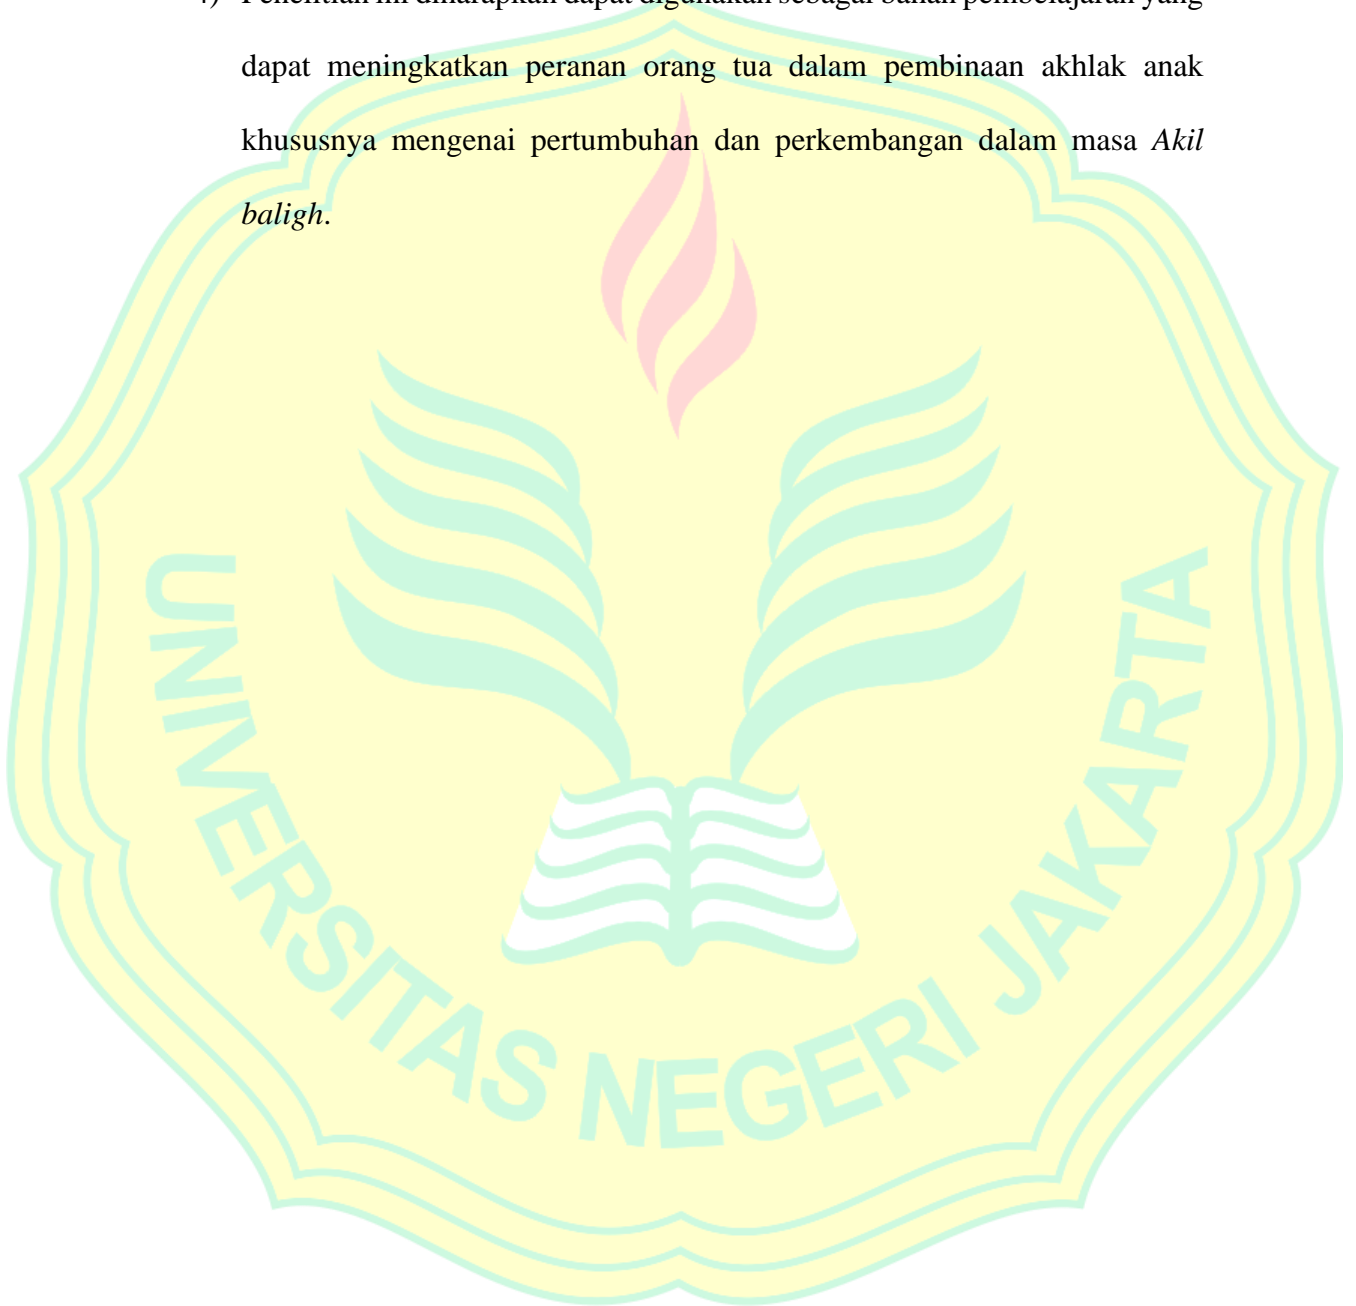 4) Penelitian ini diharapkan dapat digunakan sebagai bahan pembelajaran yang
dapat meningkatkan peranan orang tua dalam pembinaan akhlak anak
khususnya mengenai pertumbuhan dan perkembangan dalam masa Akil
baligh.
UNIVERSITAS NEGERI JAKARTA